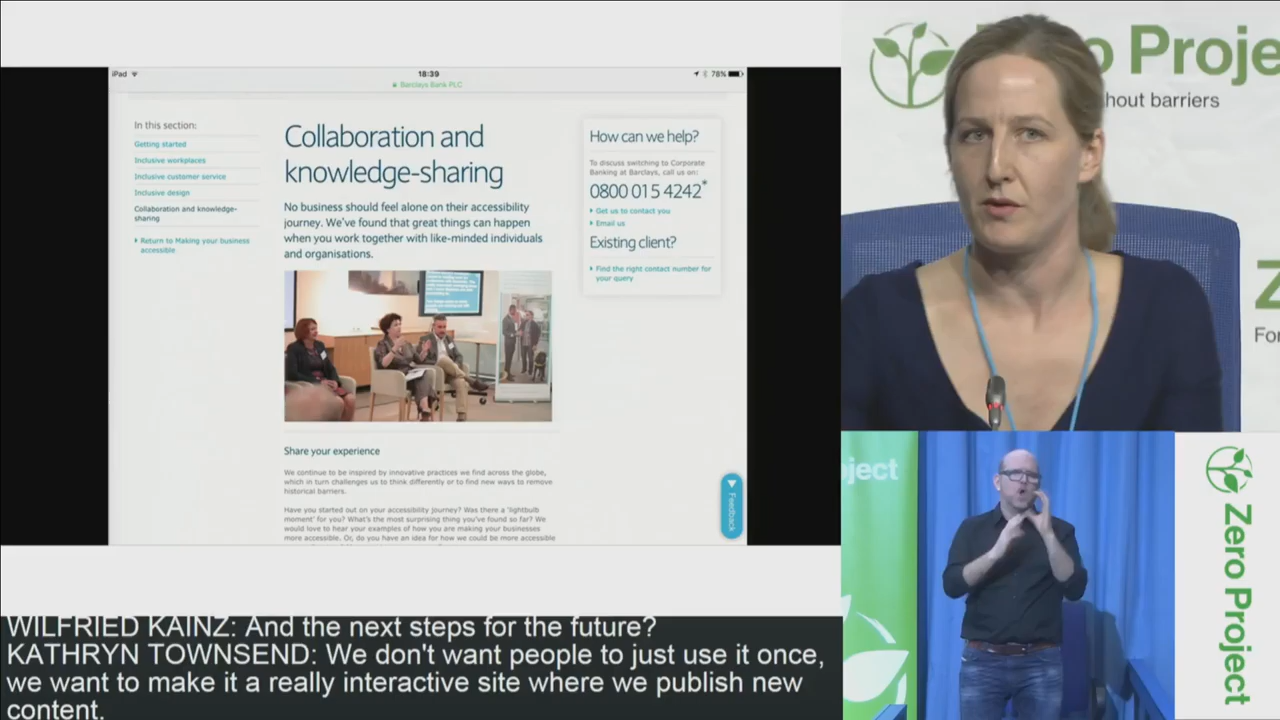 iPad
18:39
78%
Barclays Bank PLC
In this section:
Getting started
Inclusive workplaces
Inclusive customer service
Inclusive design
Collaboration and knowledge-
sharing
Return to Making your business
accessible
Collaboration and
knowledge-sharing
No business should feel alone on their accessibility
journey. We've found that great things can happen
when you work together with like-minded individuals
and organisations.
Share your experience
We continue to be inspired by innovative practices we find across the globe,
which in turn challenges us to think differently or to find new ways to remove
historical barriers.
Have you started out on your accessibility journey? Was there a 'lightbulb
moment' for you? What's the most surprising thing you've found so far? We
would love to hear your examples of how you are making your businesses
more accessible. Or, do you have an idea for how we could be more accessible
How can we help?
To discuss switching to Corporate
Banking at Barclays, call us on:
0800 015 4242*
Get us to contact you
Email us
Existing client?
Find the right contact number for
your query
Feedback
Zero Proje
hout barriers
Z
For
ject
Zero Project
WILFRIED KAINZ: And the next steps for the future?
KATHRYN TOWNSEND: We don't want people to just use it once,
we want to make it a really interactive site where we publish new
content.